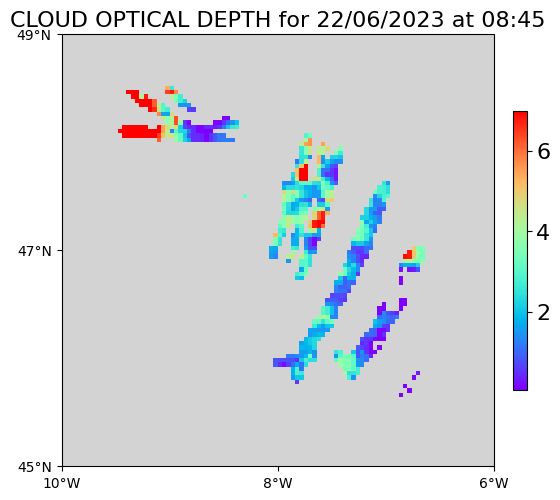 CLOUD OPTICAL DEPTH for 22/06/2023 at 08:45
49°N
47°N
45°N
10°W
8°W
6°W
6
4
2